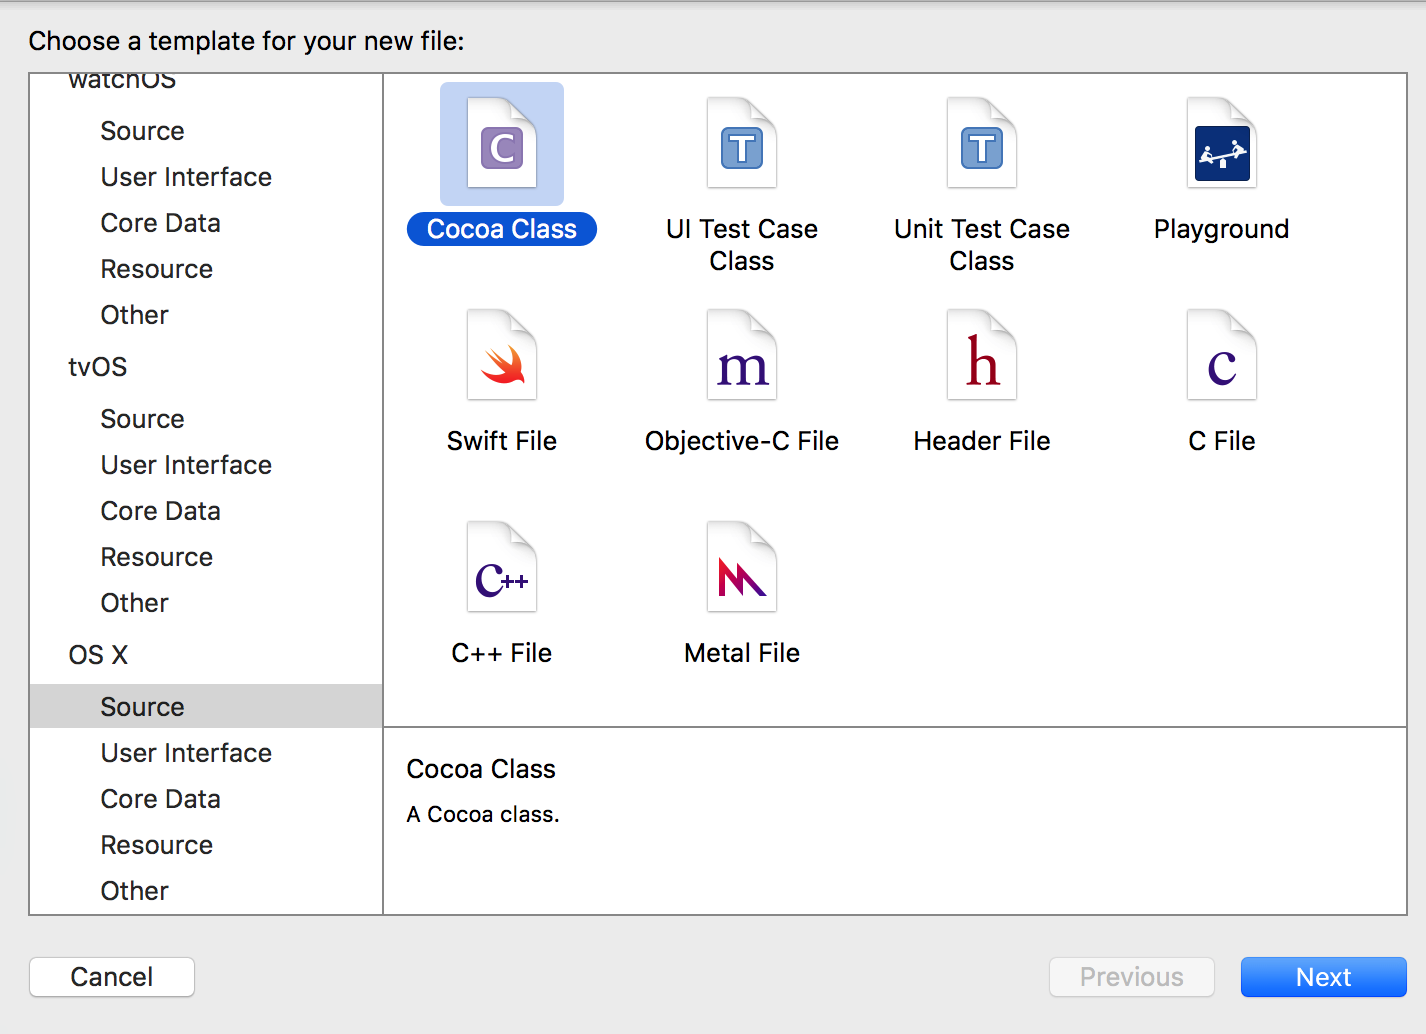 Choose a template for your new file:
watchOS
Source
User Interface
Core Data
Resource
Other
tvOS
Source
User Interface
Core Data
Resource
Other
OS X
Source
User Interface
Core Data
Resource
Other
C
T
T
Cocoa Class
UI Test Case
Class
Unit Test Case
Class
Playground
m
h
c
Swift File
Objective-C File
Header File
C File
C++
C++ File
Metal File
Cocoa Class
A Cocoa class.
Cancel
Previous
Next